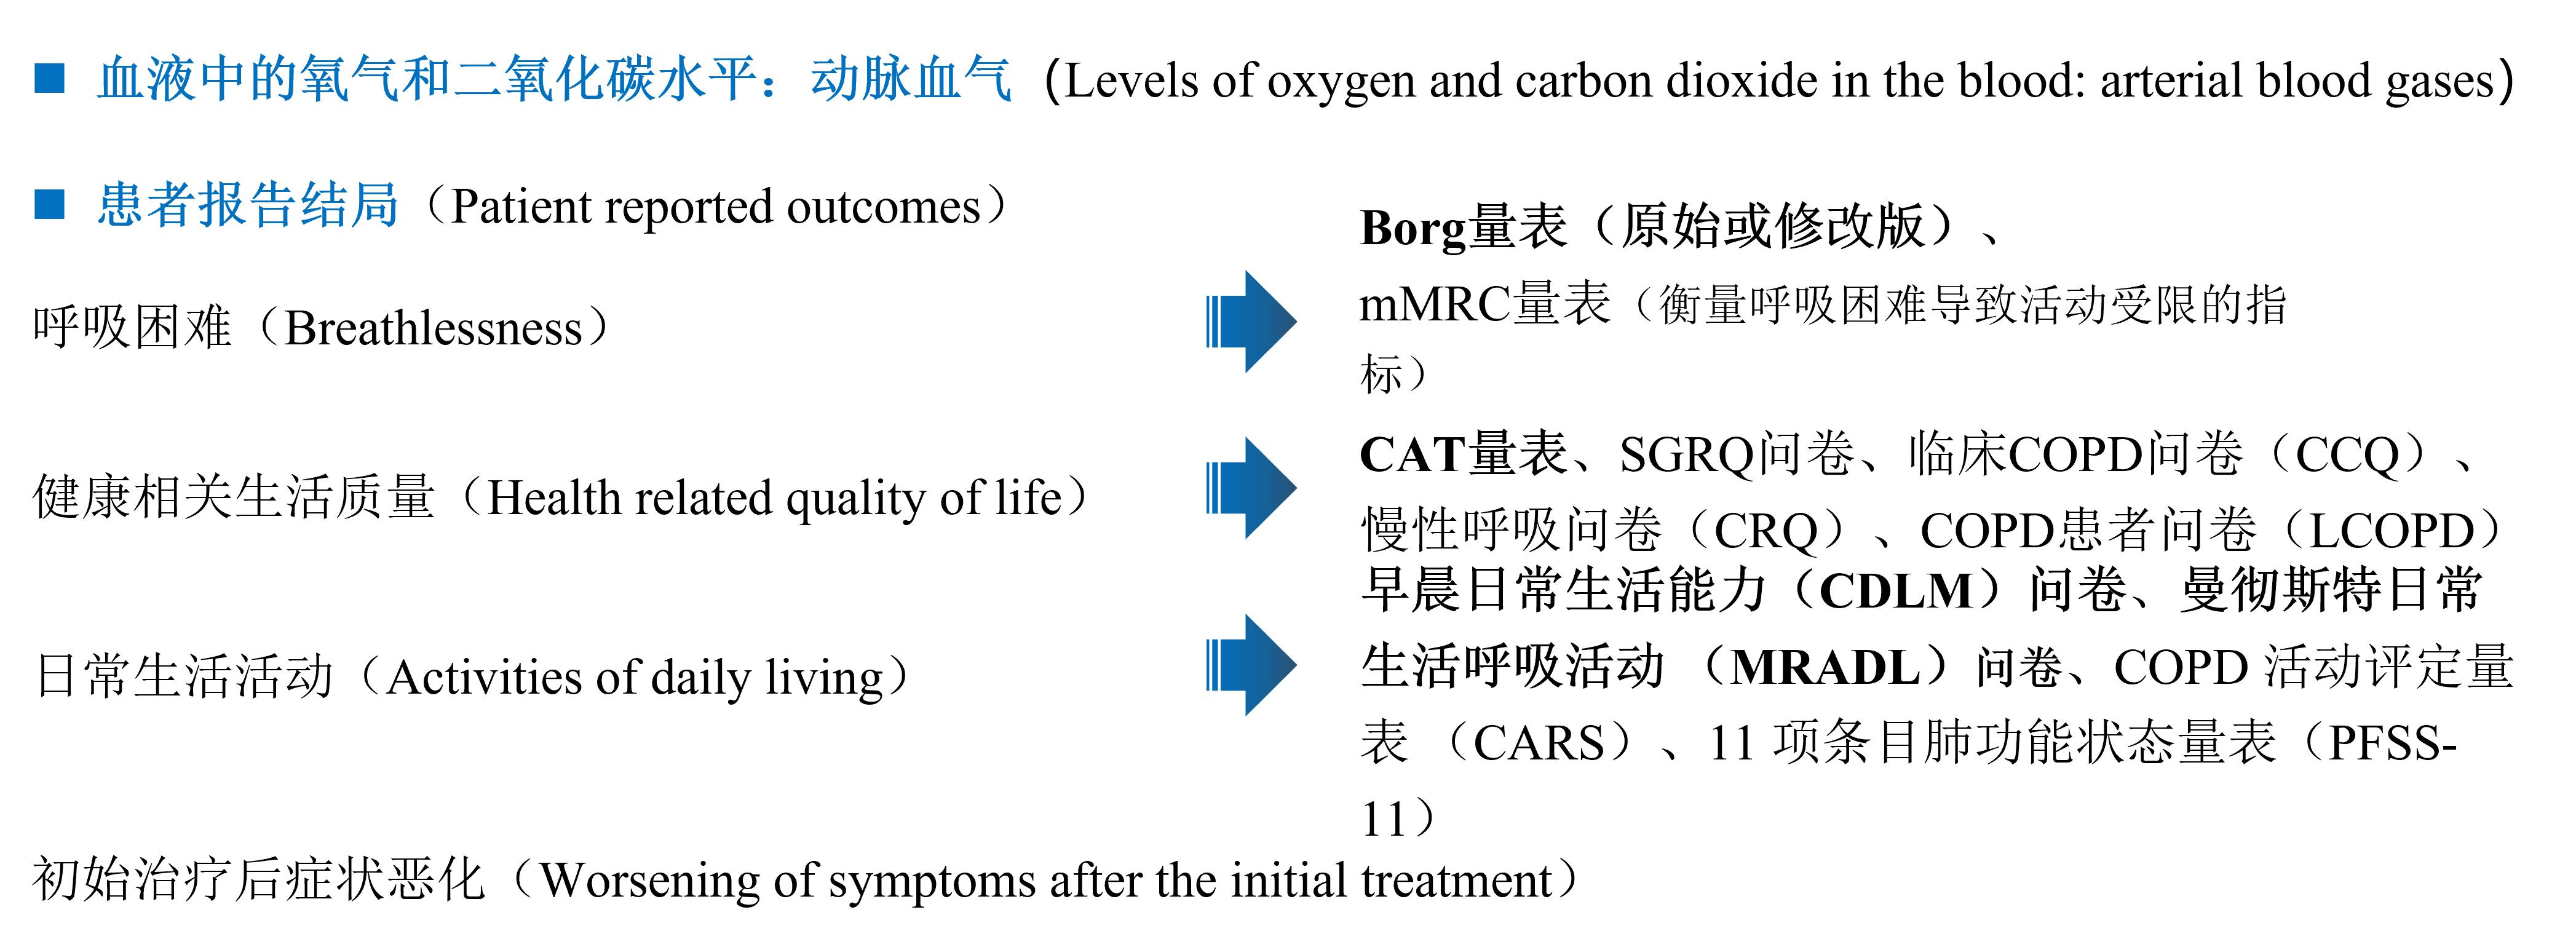 血液中的氧气和二氧化碳水平：动脉血气（Levels of oxygen and carbon dioxide in the blood: arterial blood gases）
患者报告结局（Patient reported outcomes）
呼吸困难（Breathlessness）
Borg量表（原始或修改版）、
mMRC量表（衡量呼吸困难导致活动受限的指
标）
健康相关生活质量（Health related quality of life）
CAT量表、SGRQ问卷、临床COPD问卷（CCQ）、
慢性呼吸问卷（CRQ）、COPD患者问卷（LCOPD）
日常生活活动（Activities of daily living）
早晨日常生活能力（CDLM）问卷、曼彻斯特日常
生活呼吸活动 （MRADL）问卷、COPD 活动评定量
表 （CARS）、11 项条目肺功能状态量表（PFSS-
11）
初始治疗后症状恶化（Worsening of symptoms after the initial treatment）